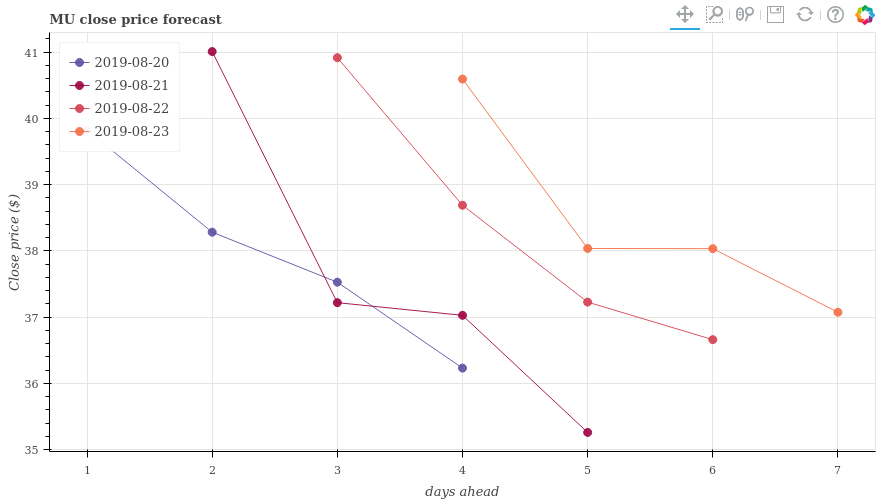 MU close price forecast
2019-08-20
2019-08-21
2019-08-22
2019-08-23
41
40
39
38
37
36
35
Close price ($)
1 2 3 4 5 6 7
days ahead